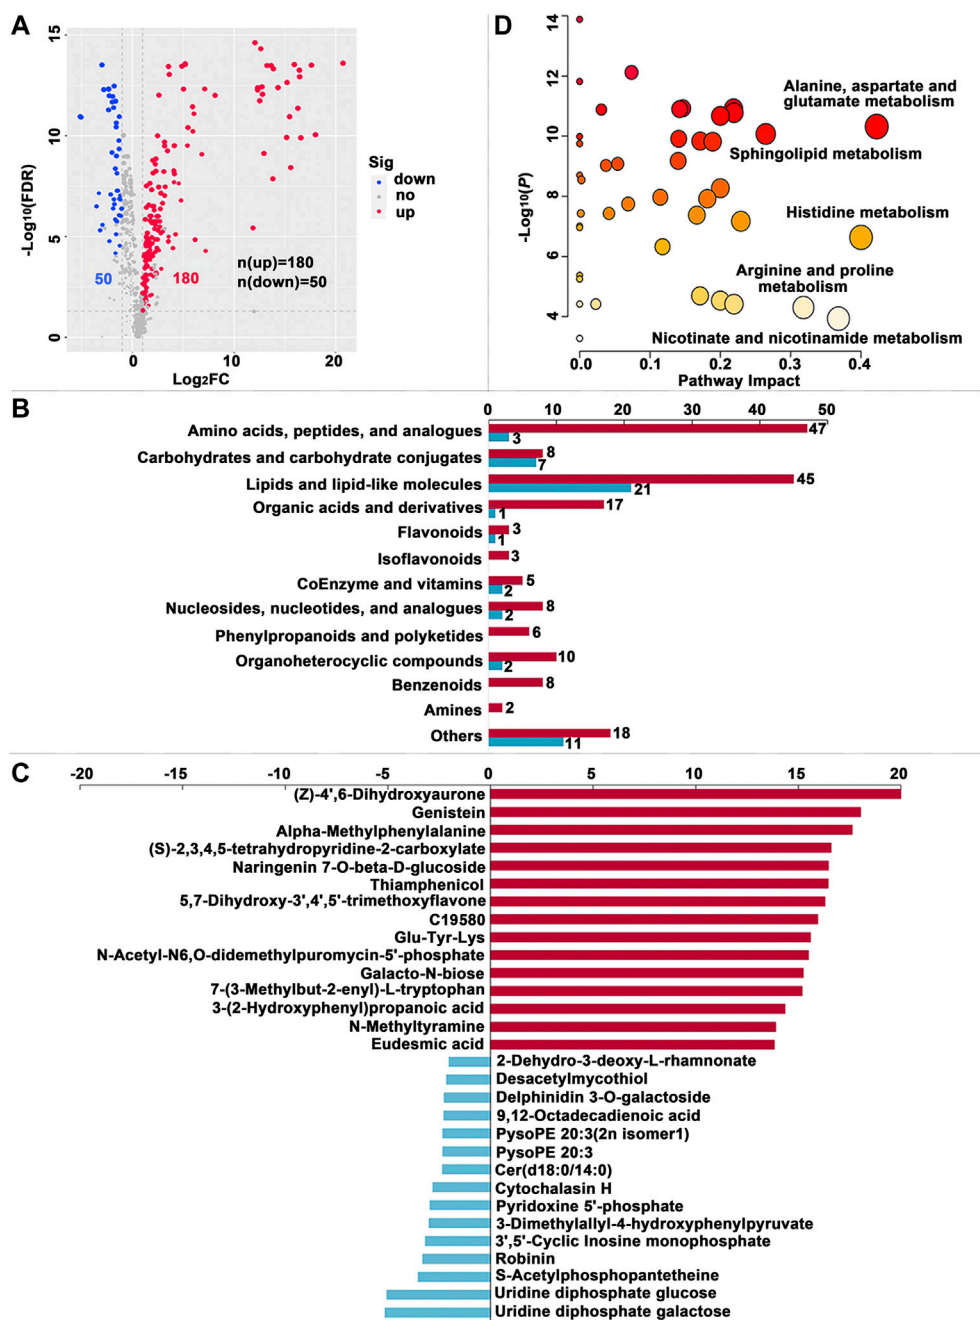 A
15
10
5
0
-Log10(FDR)
0
10
20
Log2FC
50
180
n(up)=180
n(down)=50
Sig
down
no
up
D
14
12
10
8
6
4
-Log10(P)
0.0
0.1
0.2
0.3
0.4
Pathway Impact
Alanine, aspartate and
glutamate metabolism
Sphingolipid metabolism
Histidine metabolism
Arginine and proline
metabolism
Nicotinate and nicotinamide metabolism
B
0
10
20
30
40
50
Amino acids, peptides, and analogues
47
3
Carbohydrates and carbohydrate conjugates
8
7
Lipids and lipid-like molecules
45
21
Organic acids and derivatives
17
1
Flavonoids
3
1
Isoflavonoids
3
CoEnzyme and vitamins
5
2
Nucleosides, nucleotides, and analogues
8
2
Phenylpropanoids and polyketides
6
Organoheterocyclic compounds
10
2
Benzenoids
8
Amines
2
Others
18
11
C
-20
-15
-10
-5
0
5
10
15
20
(Z)-4',6-Dihydroxyaurone
Genistein
Alpha-Methylphenylalanine
(S)-2,3,4,5-tetrahydropyridine-2-carboxylate
Naringenin 7-O-beta-D-glucoside
Thiamphenicol
5,7-Dihydroxy-3',4',5'-trimethoxyflavone
C19580
Glu-Tyr-Lys
N-Acetyl-N6,O-didemethylpuromycin-5'-phosphate
Galacto-N-biose
7-(3-Methylbut-2-enyl)-L-tryptophan
3-(2-Hydroxyphenyl)propanoic acid
N-Methyltyramine
Eudesmic acid
2-Dehydro-3-deoxy-L-rhamnonate
Desacetylmycothiol
Delphinidin 3-O-galactoside
9,12-Octadecadienoic acid
PysoPE 20:3(2n isomer1)
PysoPE 20:3
Cer(d18:0/14:0)
Cytochalasin H
Pyridoxine 5'-phosphate
3-Dimethylallyl-4-hydroxyphenylpyruvate
3',5'-Cyclic Inosine monophosphate
Robinin
S-Acetylphosphopantetheine
Uridine diphosphate glucose
Uridine diphosphate galactose